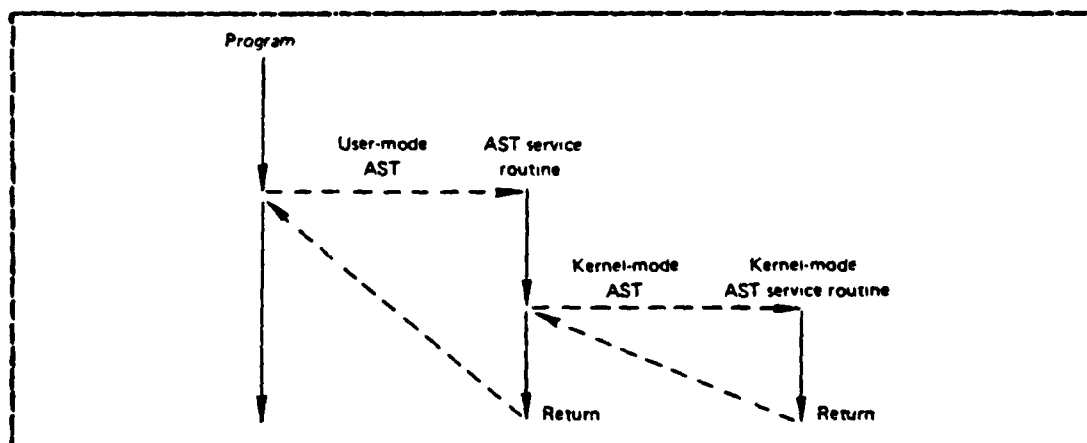 Program
User-mode
AST
AST service
routine
Kernel-mode
AST
Kernel-mode
AST service routine
Return
Return